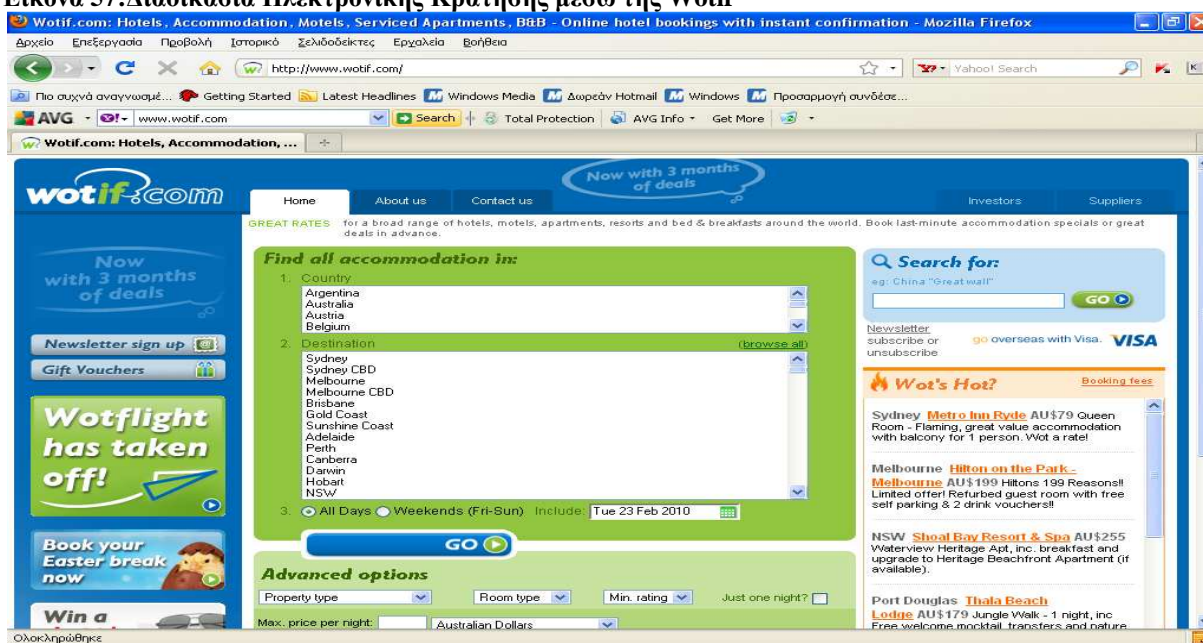 Εικόνα 57:Διαδικασία Ηλεκτρονικής Κράτησης μέσω της Wotif
Wotif.com: Hotels, Accommodation, Motels, Serviced Apartments, B&B - Online hotel bookings with instant confirmation - Mozilla Firefox
Αρχείο Επεξεργασία Προβολή Ιστορικό Σελιδοδείκτες Εργαλεία Βοήθεια
http://www.wotif.com/
Yahoo! Search
Πιο συχνά αναγνωσμέ... Getting Started Latest Headlines Windows Media Δωρεάν Hotmail Windows Προσαρμογή συνδέσε...
AVG www.wotif.com Search Total Protection AVG Info Get More
Wotif.com: Hotels, Accommodation, ...
wotif.com
Now with 3 months
of deals
Home About us Contact us Investors Suppliers
GREAT RATES for a broad range of hotels, motels, apartments, resorts and bed & breakfasts around the world. Book last-minute accommodation specials or great
deals in advance.
Now
with 3 months
of deals
Newsletter sign up
Gift Vouchers
Wotflight
has taken
off!
Book your
Easter break
now
Win a
Find all accommodation in:
1. Country
Argentina
Australia
Austria
Belgium
2. Destination (browse all)
Sydney
Sydney CBD
Melbourne
Melbourne CBD
Brisbane
Gold Coast
Sunshine Coast
Adelaide
Perth
Canberra
Darwin
Hobart
NSW
3. All Days Weekends (Fri-Sun) Include: Tue 23 Feb 2010
GO
Advanced options
Property type Room type Min. rating Just one night?
Max. price per night: Australian Dollars
Search for:
eg: China "Great wall"
GO
Newsletter
subscribe or
unsubscribe
go overseas with Visa. VISA
Wot's Hot? Booking fees
Sydney Metro Inn Ryde AU$79 Queen
Room - Flaming, great value accommodation
with balcony for 1 person. Wot a rate!
Melbourne Hilton on the Park -
Melbourne AU$199 Hiltons 199 Reasons!!
Limited offer! Refurbed guest room with free
self parking & 2 drink vouchers!!
NSW Shoal Bay Resort & Spa AU$255
Waterview Heritage Apt, inc. breakfast and
upgrade to Heritage Beachfront Apartment (if
available).
Port Douglas Thala Beach
Lodge AU$179 Jungle Walk - 1 night, inc
Free welcome mocktail, transfers and nature
Ολοκληρώθηκε